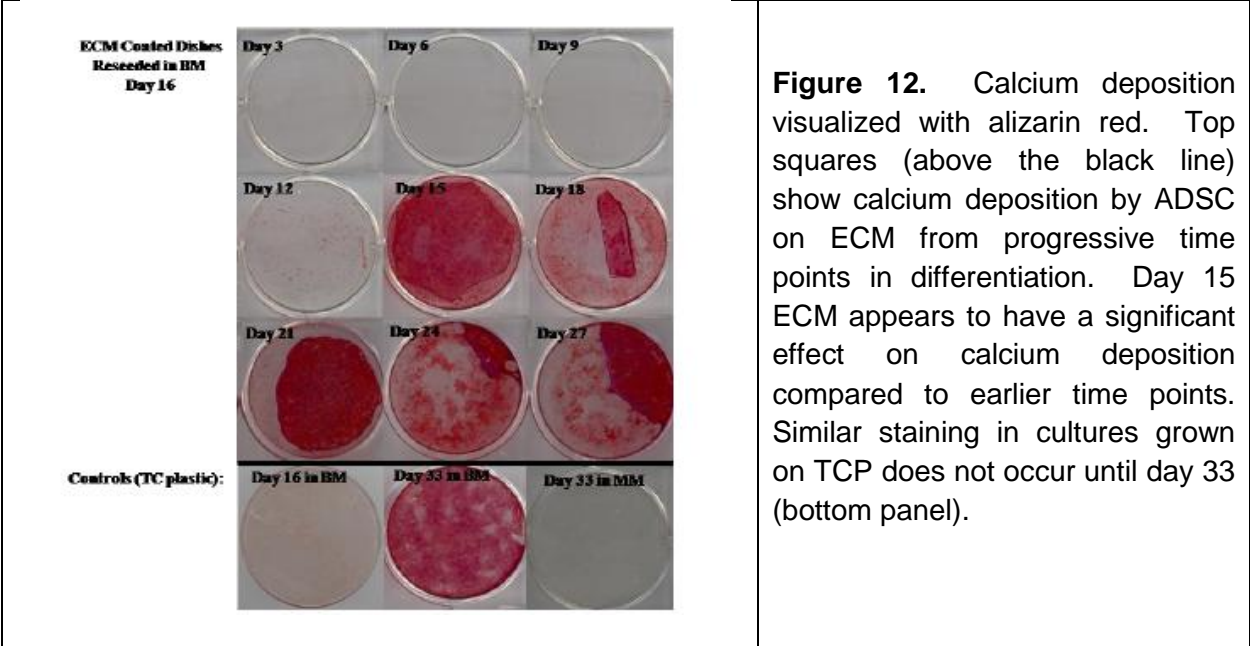 ECM Coated Dishes
Reseeded in BM
Day 16
Day 3
Day 6
Day 9
Day 12
Day 15
Day 18
Day 21
Day 24
Day 27
Controls (TC plastic):
Day 16 in BM
Day 33 in BM
Day 33 in MM
Figure 12. Calcium deposition
visualized with alizarin red. Top
squares (above the black line)
show calcium deposition by ADSC
on ECM from progressive time
points in differentiation. Day 15
ECM appears to have a significant
effect on calcium deposition
compared to earlier time points.
Similar staining in cultures grown
on TCP does not occur until day 33
(bottom panel).